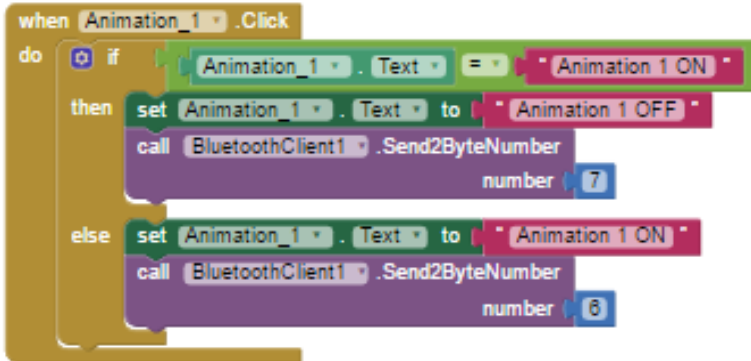 when Animation_1 .Click
do if Animation_1 . Text = " Animation 1 ON "
then set Animation_1 . Text to " Animation 1 OFF "
call BluetoothClient1 .Send2ByteNumber
number 7
else set Animation_1 . Text to " Animation 1 ON "
call BluetoothClient1 .Send2ByteNumber
number 6